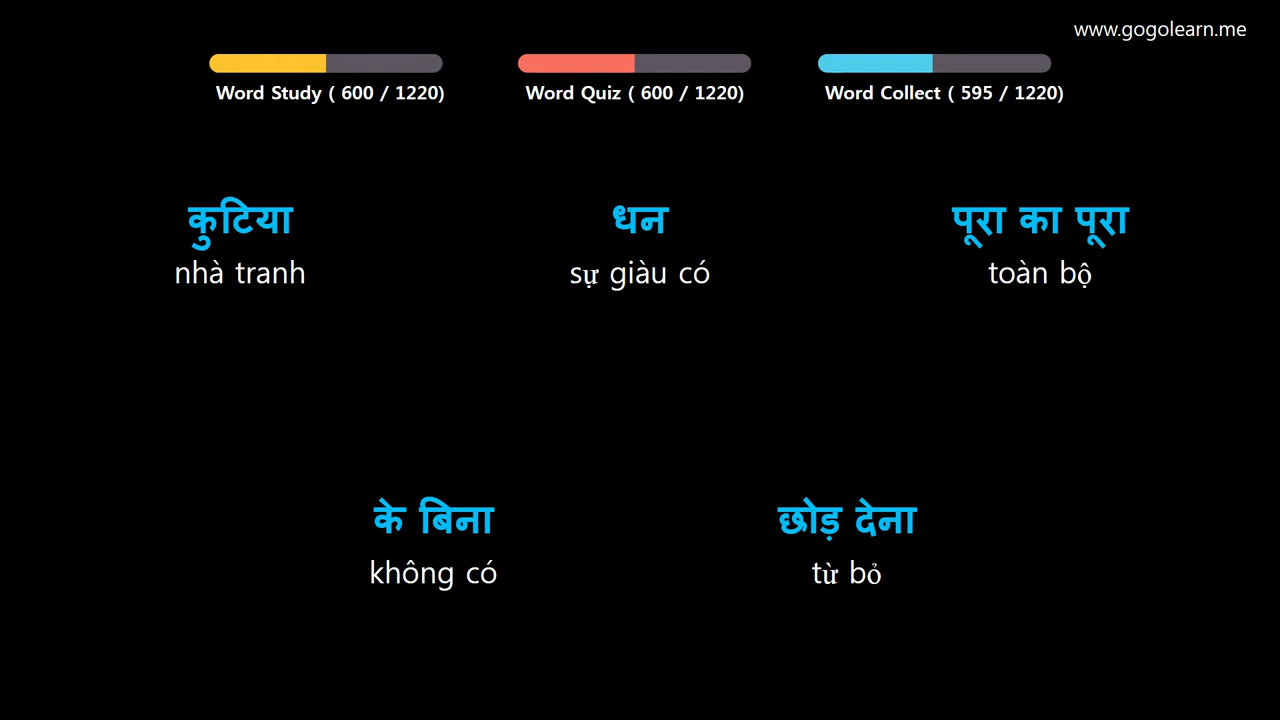 www.gogolearn.me
Word Study ( 600 / 1220)
Word Quiz ( 600 / 1220)
Word Collect ( 595 / 1220)
कुटिया
nhà tranh
धन
sự giàu có
पूरा का पूरा
toàn bộ
के बिना
không có
छोड़ देना
từ bỏ